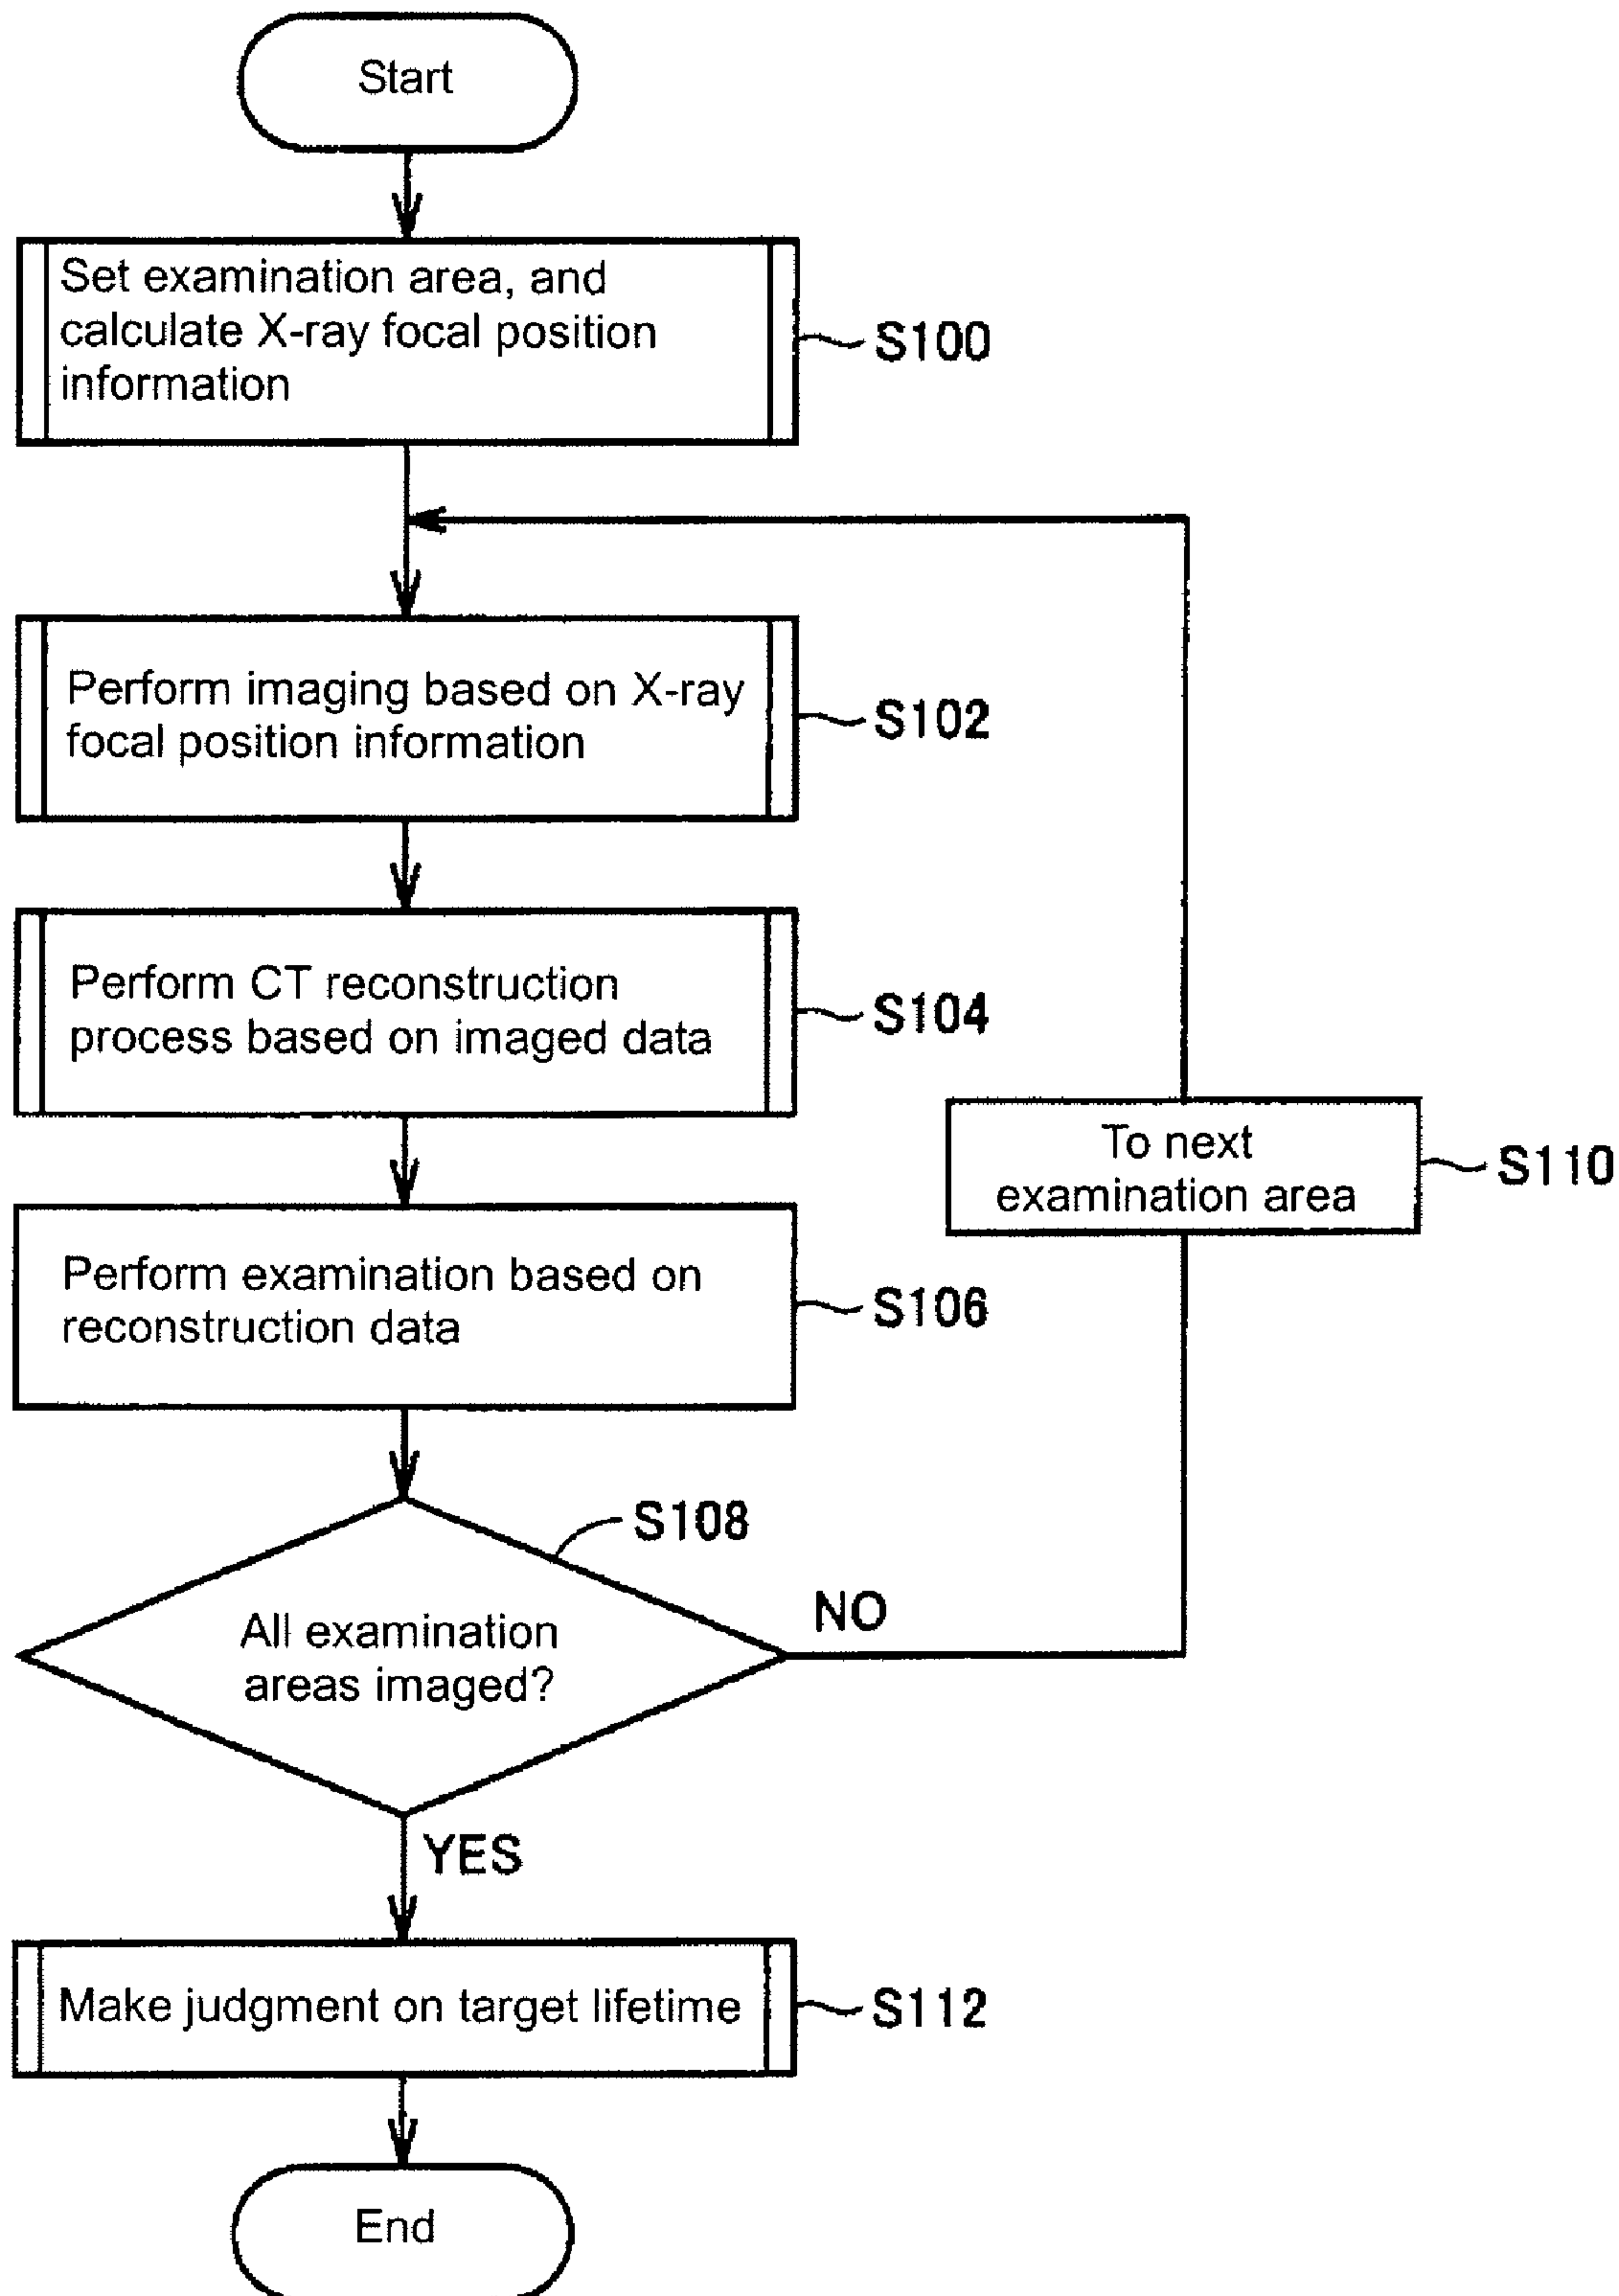 Start
Set examination area, and
calculate X-ray focal position
information
S100
Perform imaging based on X-ray
focal position information
S102
Perform CT reconstruction
process based on imaged data
S104
To next
examination area
S110
Perform examination based on
reconstruction data
S106
S108
All examination
areas imaged?
NO
YES
Make judgment on target lifetime
S112
End